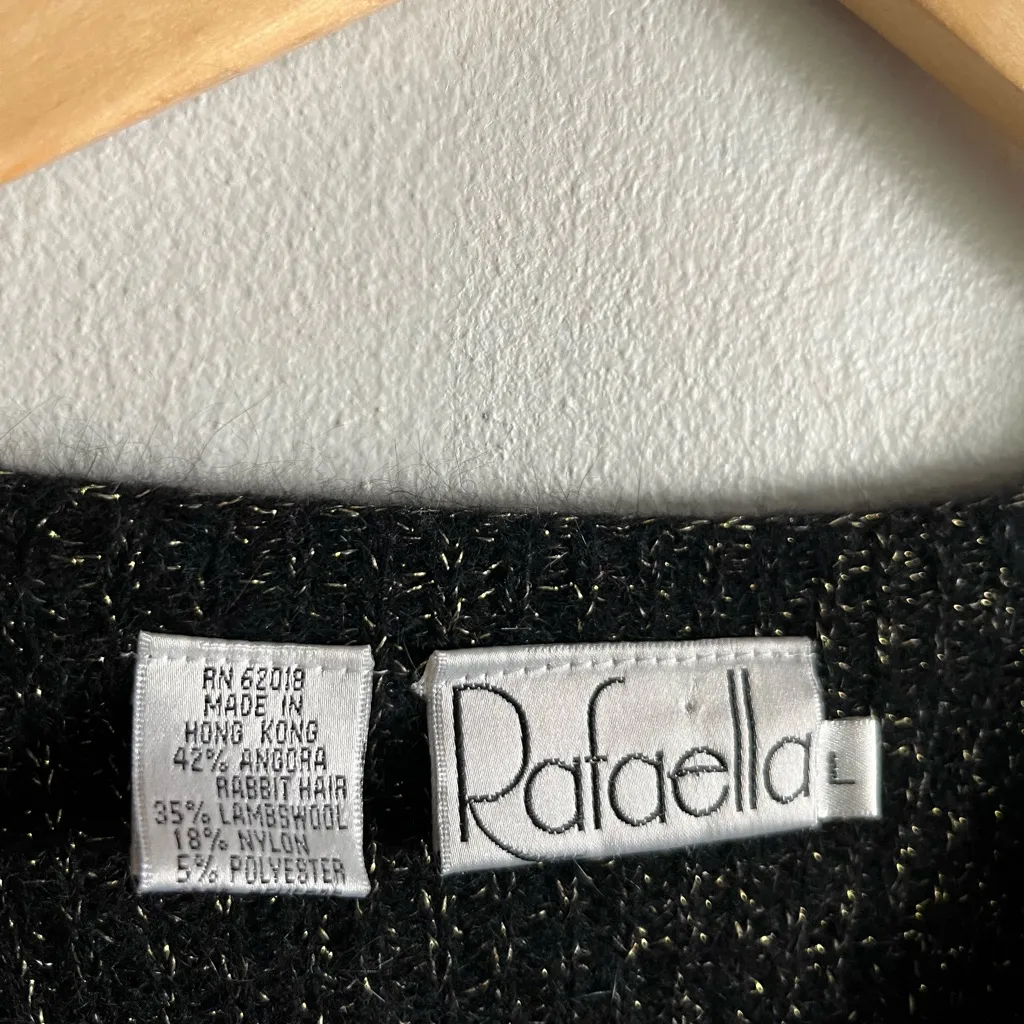 RN 62018
MADE IN
HONG KONG
42% ANGORA
RABBIT HAIR
35% LAMBSWOOL
18% NYLON
5% POLYESTER
Rafaella
L